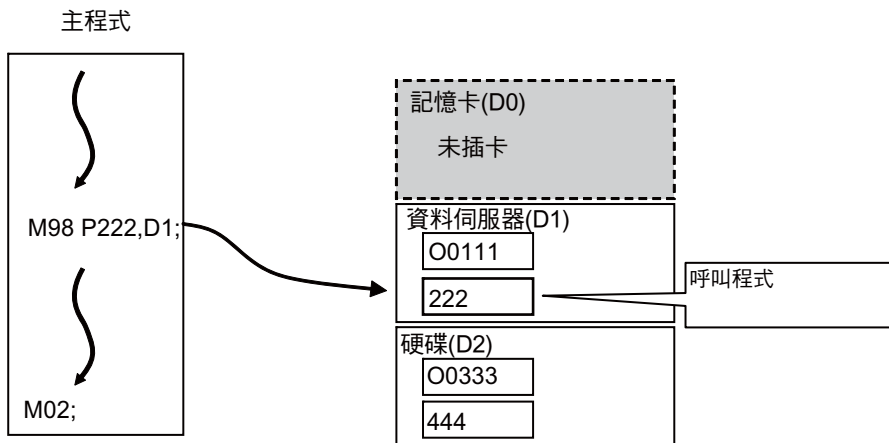 主程式
M98 P222,D1;
M02;
記憶卡(D0)
未插卡
資料伺服器(D1)
O0111
222
呼叫程式
硬碟(D2)
O0333
444